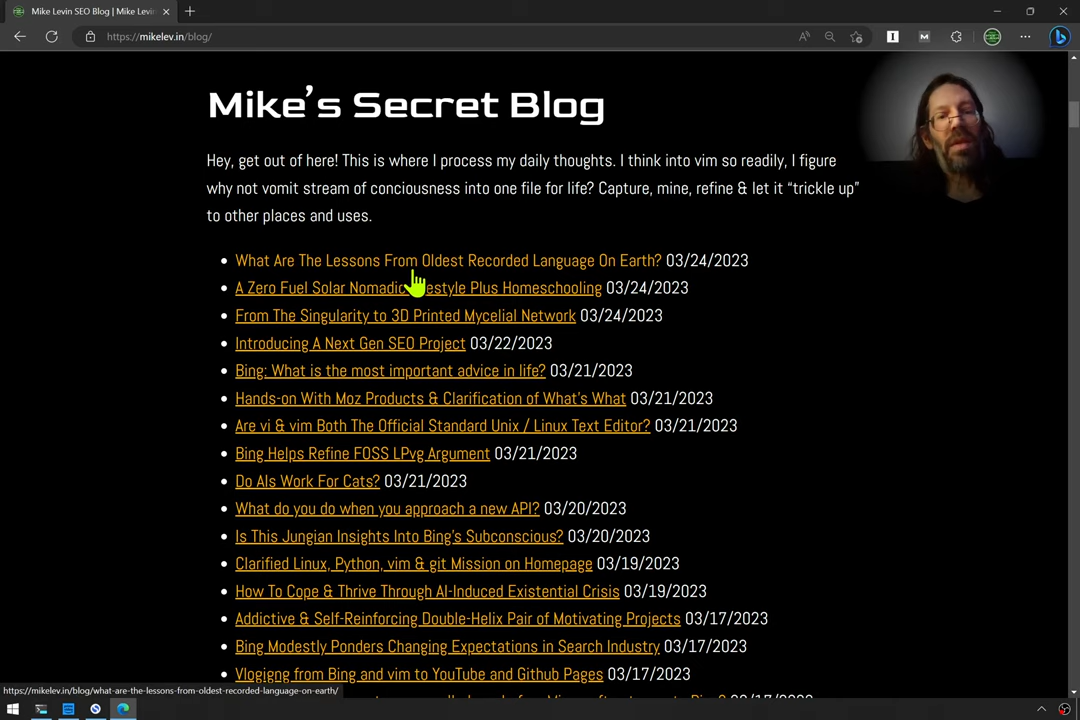 Mike Levin SEO Blog | Mike Levin
https://mikelev.in/blog/
Mike's Secret Blog
Hey, get out of here! This is where I process my daily thoughts. I think into vim so readily, I figure
why not vomit stream of conciousness into one file for life? Capture, mine, refine & let it “trickle up”
to other places and uses.
What Are The Lessons From Oldest Recorded Language On Earth? 03/24/2023
A Zero Fuel Solar Nomadic Lifestyle Plus Homeschooling 03/24/2023
From The Singularity to 3D Printed Mycelial Network 03/24/2023
Introducing A Next Gen SEO Project 03/22/2023
Bing: What is the most important advice in life? 03/21/2023
Hands-on With Moz Products & Clarification of What's What 03/21/2023
Are vi & vim Both The Official Standard Unix / Linux Text Editor? 03/21/2023
Bing Helps Refine FOSS LPvg Argument 03/21/2023
Do AIs Work For Cats? 03/21/2023
What do you do when you approach a new API? 03/20/2023
Is This Jungian Insights Into Bing's Subconscious? 03/20/2023
Clarified Linux, Python, vim & git Mission on Homepage 03/19/2023
How To Cope & Thrive Through AI-Induced Existential Crisis 03/19/2023
Addictive & Self-Reinforcing Double-Helix Pair of Motivating Projects 03/17/2023
Bing Modestly Ponders Changing Expectations in Search Industry 03/17/2023
Vlogigng from Bing and vim to YouTube and Github Pages 03/17/2023
https://mikelev.in/blog/what-are-the-lessons-from-oldest-recorded-language-on-earth/